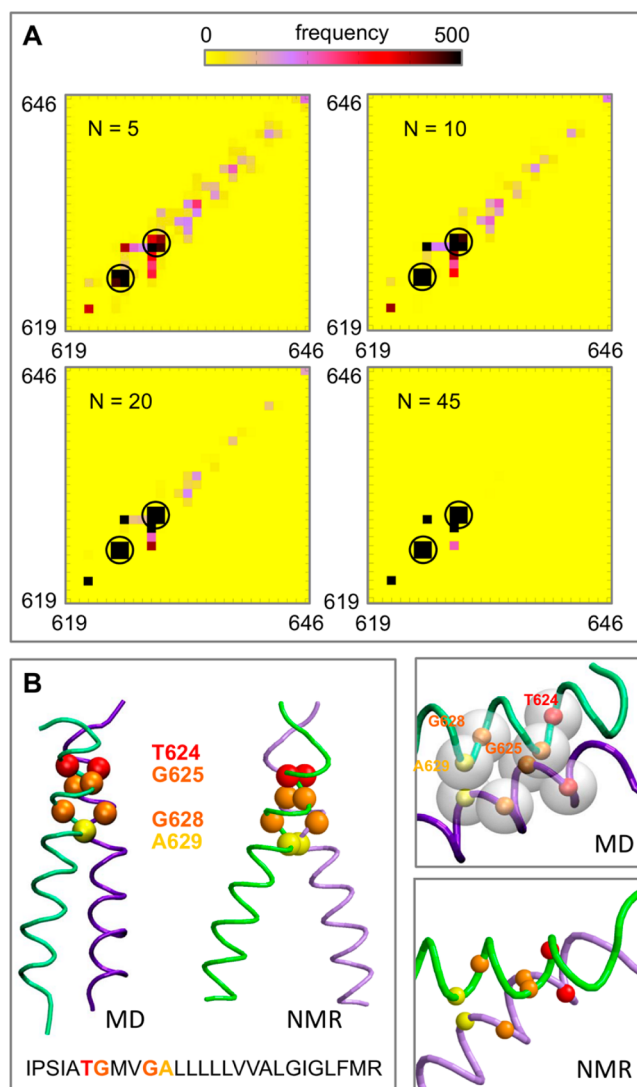 A
0 frequency 500
646
N = 5
619
619 646
646
N = 10
619
619 646
646
N = 20
619
619 646
646
N = 45
619
619 646
B
T624
G625
G628
A629
MD
NMR
IPSIATGMVGALLLLLVVALGIGLFMR
T624
G628
G625
A629
MD
NMR